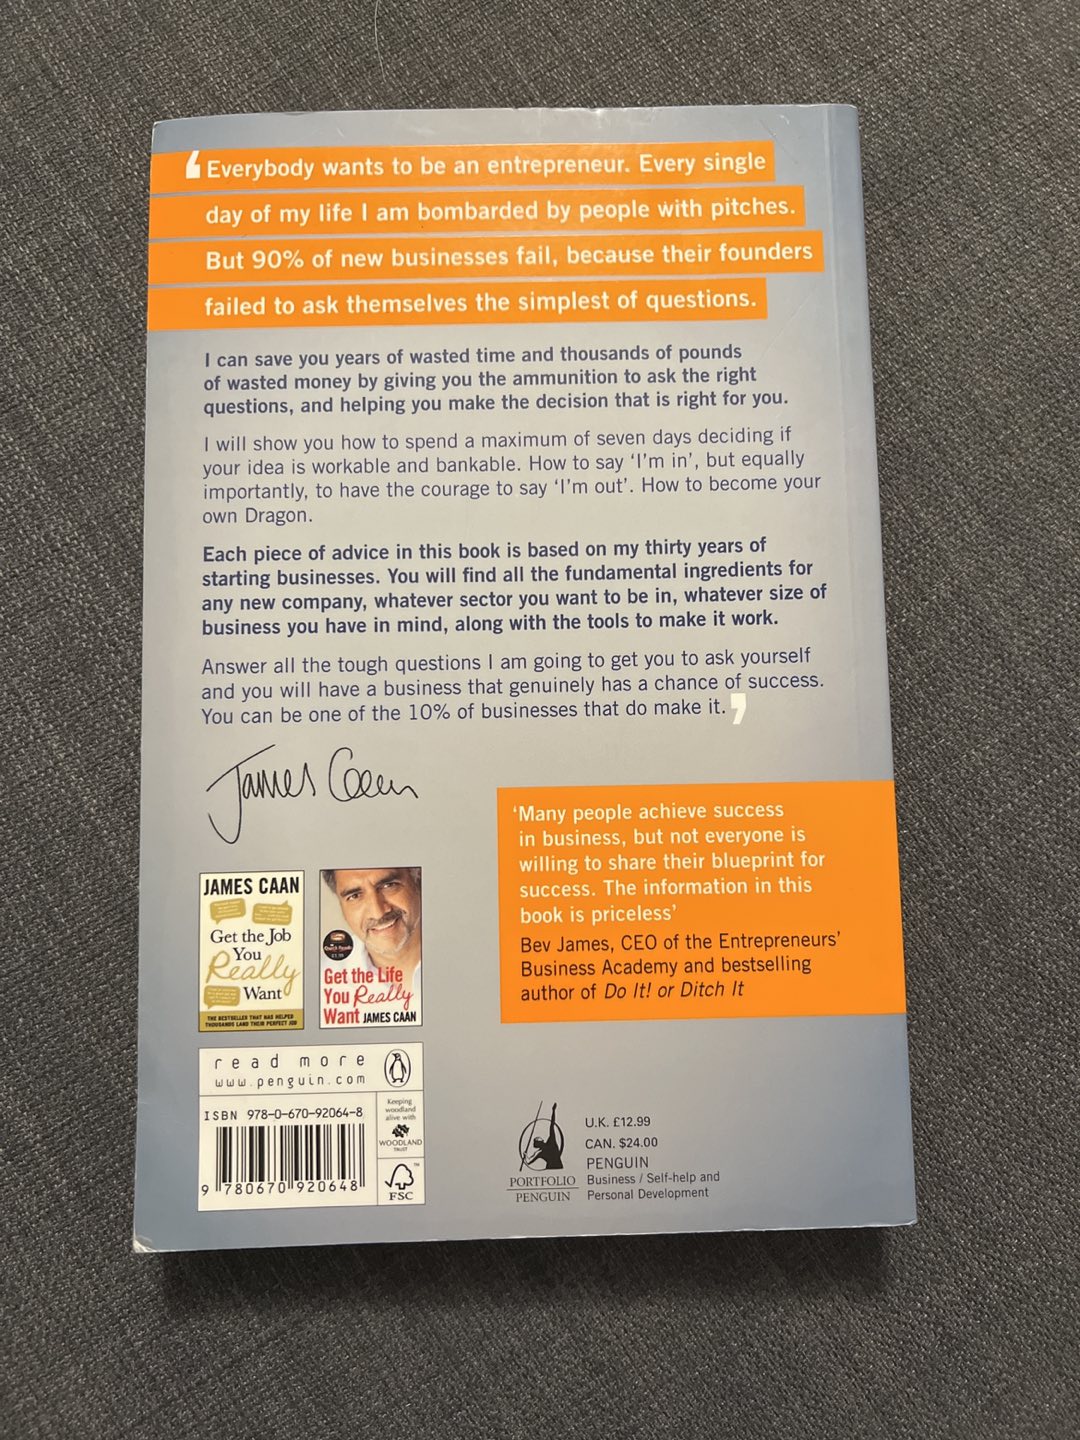 ‘Everybody wants to be an entrepreneur. Every single
day of my life I am bombarded by people with pitches.
But 90% of new businesses fail, because their founders
failed to ask themselves the simplest of questions.
I can save you years of wasted time and thousands of pounds
of wasted money by giving you the ammunition to ask the right
questions, and helping you make the decision that is right for you.
I will show you how to spend a maximum of seven days deciding if
your idea is workable and bankable. How to say ‘I’m in’, but equally
importantly, to have the courage to say ‘I’m out’. How to become your
own Dragon.
Each piece of advice in this book is based on my thirty years of
starting businesses. You will find all the fundamental ingredients for
any new company, whatever sector you want to be in, whatever size of
business you have in mind, along with the tools to make it work.
Answer all the tough questions I am going to get you to ask yourself
and you will have a business that genuinely has a chance of success.
You can be one of the 10% of businesses that do make it.’
James Caan
‘Many people achieve success
in business, but not everyone is
willing to share their blueprint for
success. The information in this
book is priceless’
Bev James, CEO of the Entrepreneurs’
Business Academy and bestselling
author of Do It! or Ditch It
JAMES CAAN
Get the Job
You
Really
Want
THE BESTSELLER THAT HAS HELPED
THOUSANDS LAND THEIR PERFECT JOB
Quick Reads
£1.99
Get the Life
You Really
Want JAMES CAAN
read more
www.penguin.com
ISBN 978-0-670-92064-8
9 780670 920648
Keeping
woodland
alive with
WOODLAND
TRUST
FSC
™
PORTFOLIO
PENGUIN
U.K. £12.99
CAN. $24.00
PENGUIN
Business / Self-help and
Personal Development